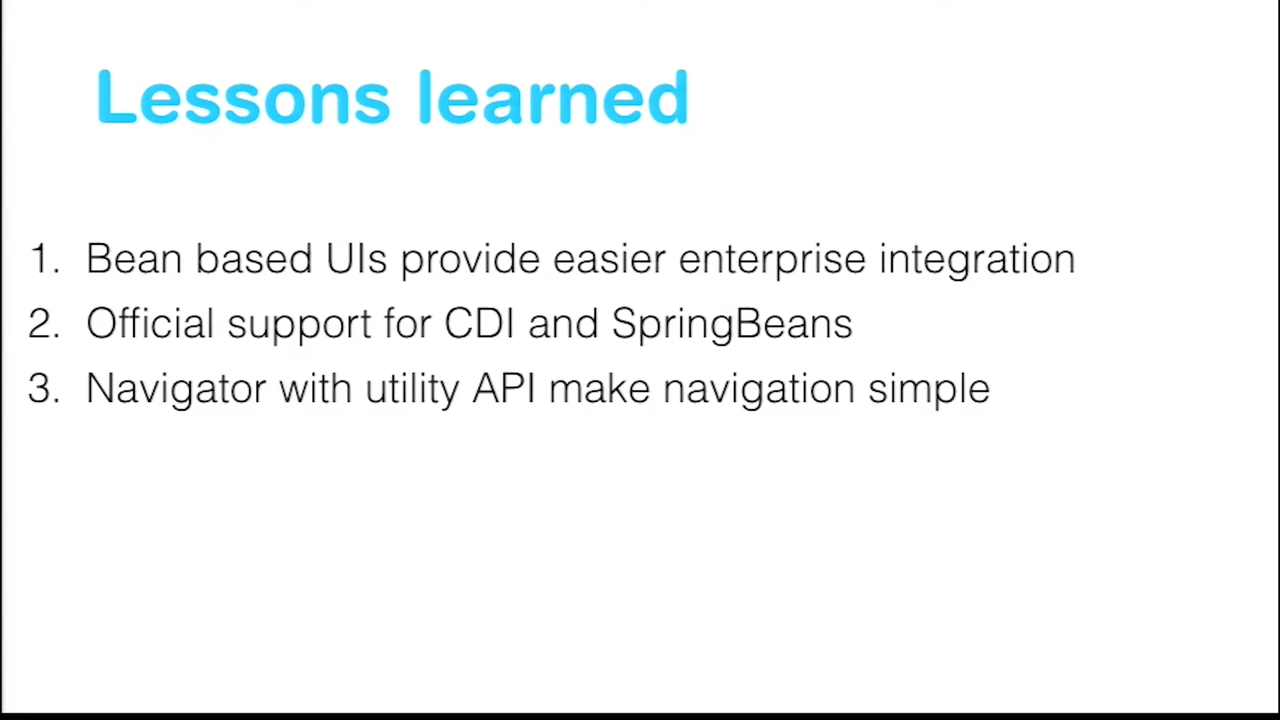 Lessons learned
1. Bean based UIs provide easier enterprise integration
2. Official support for CDI and SpringBeans
3. Navigator with utility API make navigation simple